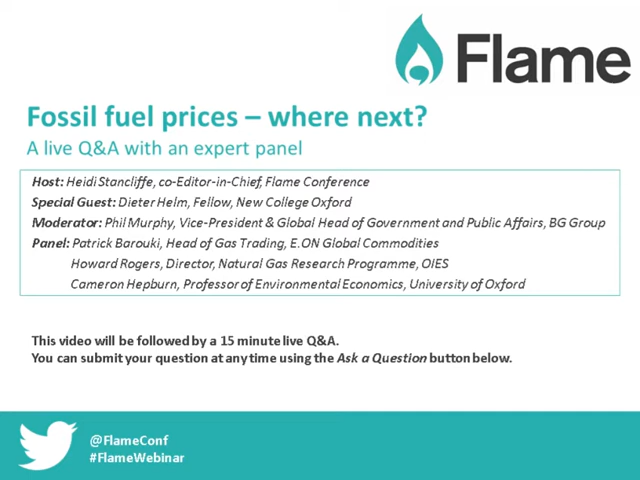 Flame
Fossil fuel prices – where next?
A live Q&A with an expert panel
Host: Heidi Stancliffe, co-Editor-in-Chief, Flame Conference
Special Guest: Dieter Helm, Fellow, New College Oxford
Moderator: Phil Murphy, Vice-President & Global Head of Government and Public Affairs, BG Group
Panel: Patrick Barouki, Head of Gas Trading, E.ON Global Commodities
Howard Rogers, Director, Natural Gas Research Programme, OIES
Cameron Hepburn, Professor of Environmental Economics, University of Oxford
This video will be followed by a 15 minute live Q&A.
You can submit your question at any time using the Ask a Question button below.
@FlameConf
#FlameWebinar